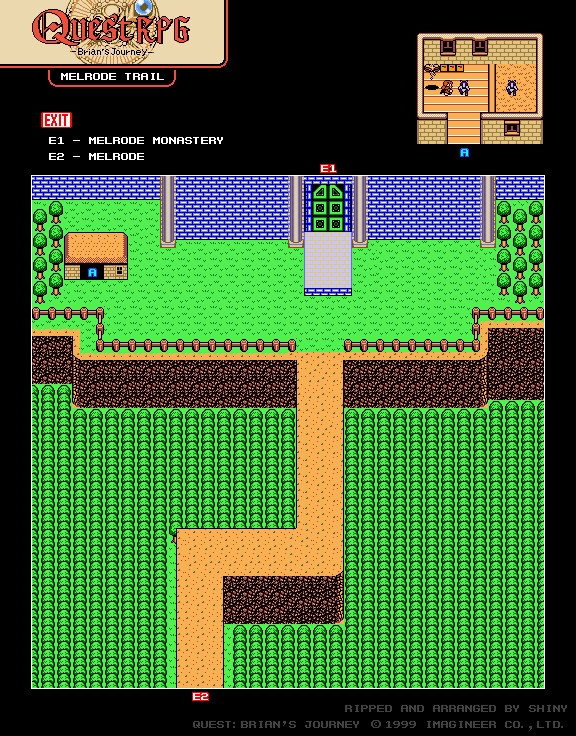 QuestRPG
Brian's Journey
MELRODE TRAIL
EXIT
E1 - MELRODE MONASTERY
E2 - MELRODE
A
E1
A
E2
RIPPED AND ARRANGED BY SHINY
QUEST: BRIAN'S JOURNEY © 1999 IMAGINEER CO., LTD.